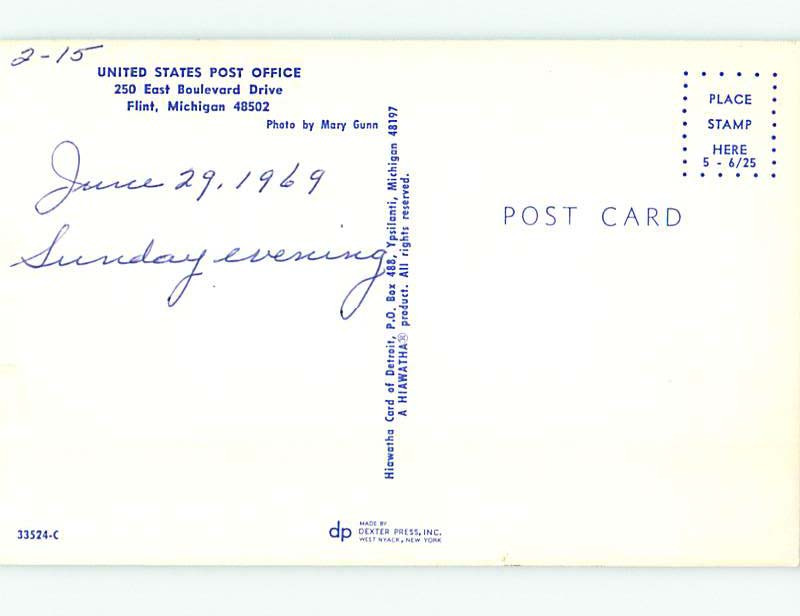 2-15
UNITED STATES POST OFFICE
250 East Boulevard Drive
Flint, Michigan 48502
Photo by Mary Gunn
June 29, 1969
Sunday evening
Hiawatha Card of Detroit, P.O. Box 488, Ypsilanti, Michigan 48197
A HIAWATHA® product. All rights reserved.
PLACE
STAMP
HERE
5 - 6/25
POST CARD
33524-C
dp
MADE BY
DEXTER PRESS, INC.
WEST NYACK, NEW YORK